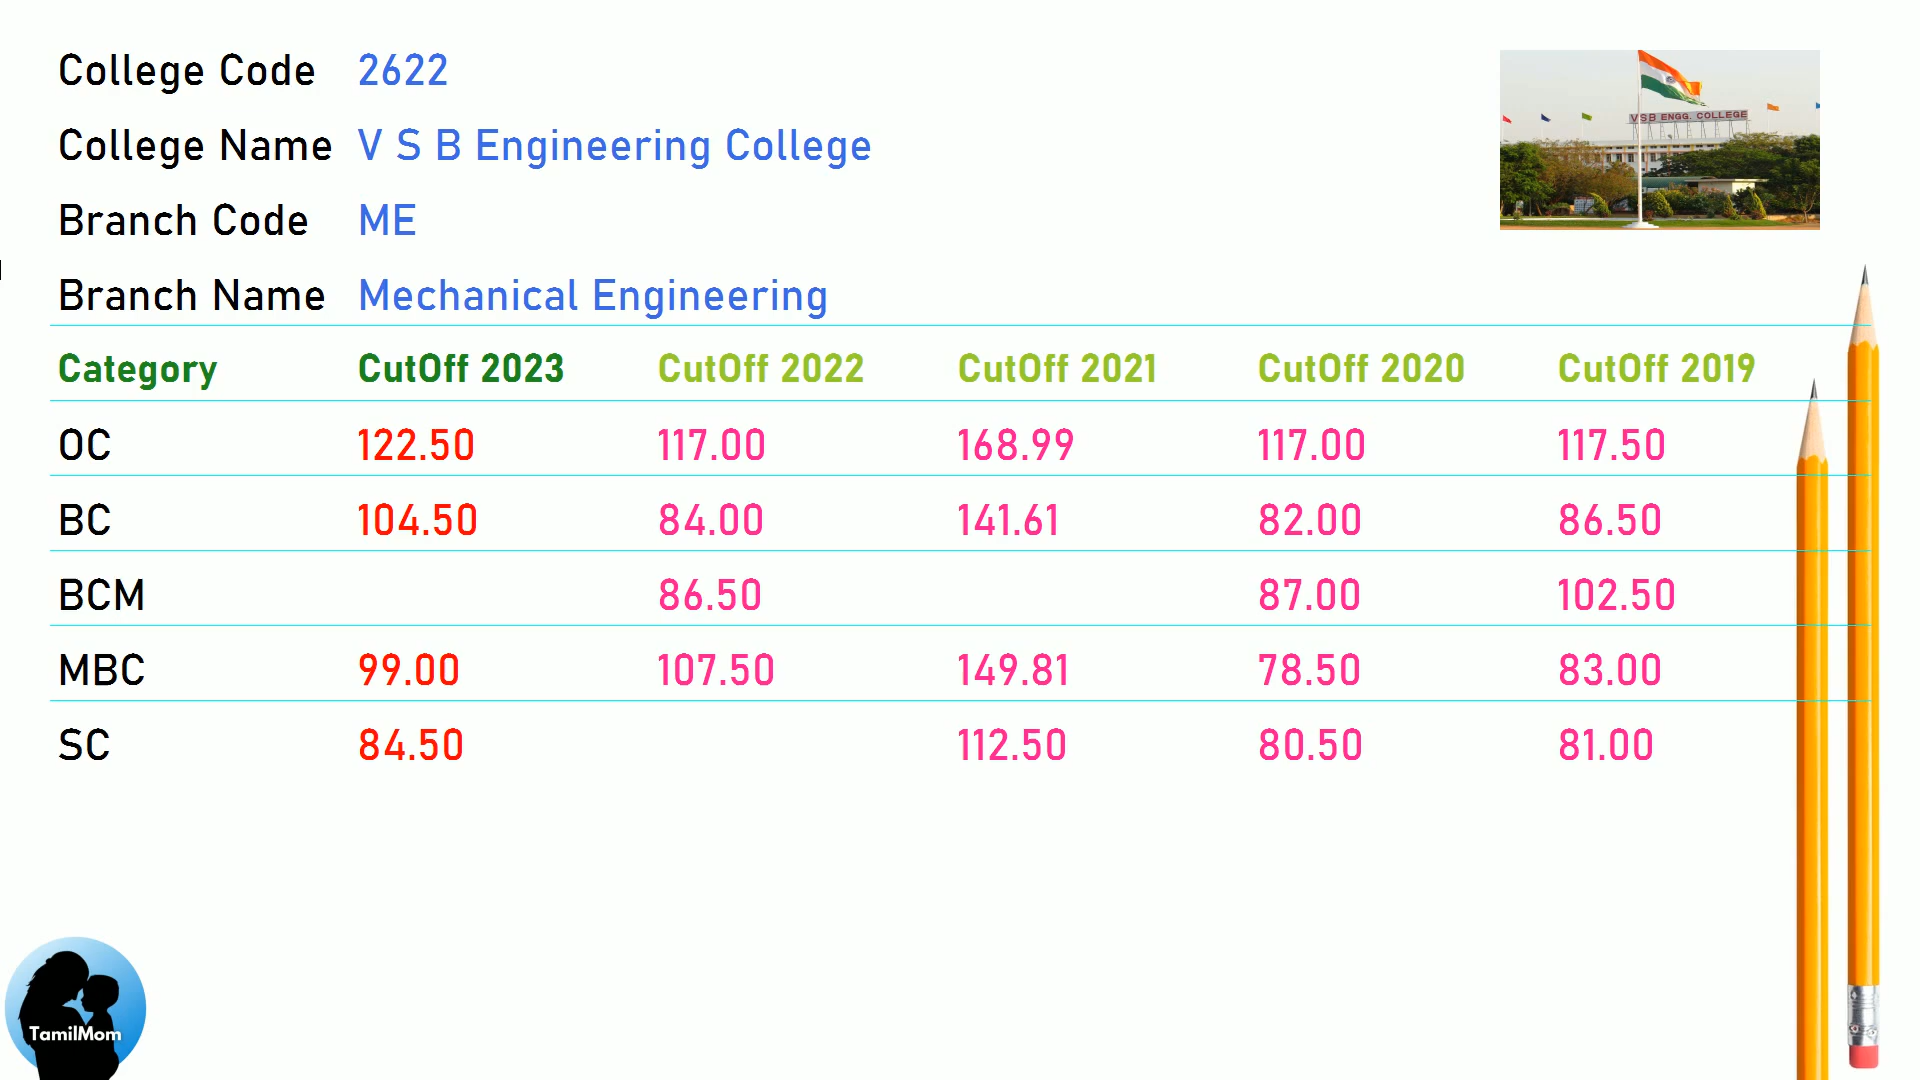 College Code 2622
College Name V S B Engineering College
Branch Code ME
Branch Name Mechanical Engineering
VSB ENGG. COLLEGE
Category CutOff 2023 CutOff 2022 CutOff 2021 CutOff 2020 CutOff 2019
OC 122.50 117.00 168.99 117.00 117.50
BC 104.50 84.00 141.61 82.00 86.50
BCM 86.50 87.00 102.50
MBC 99.00 107.50 149.81 78.50 83.00
SC 84.50 112.50 80.50 81.00
TamilMom